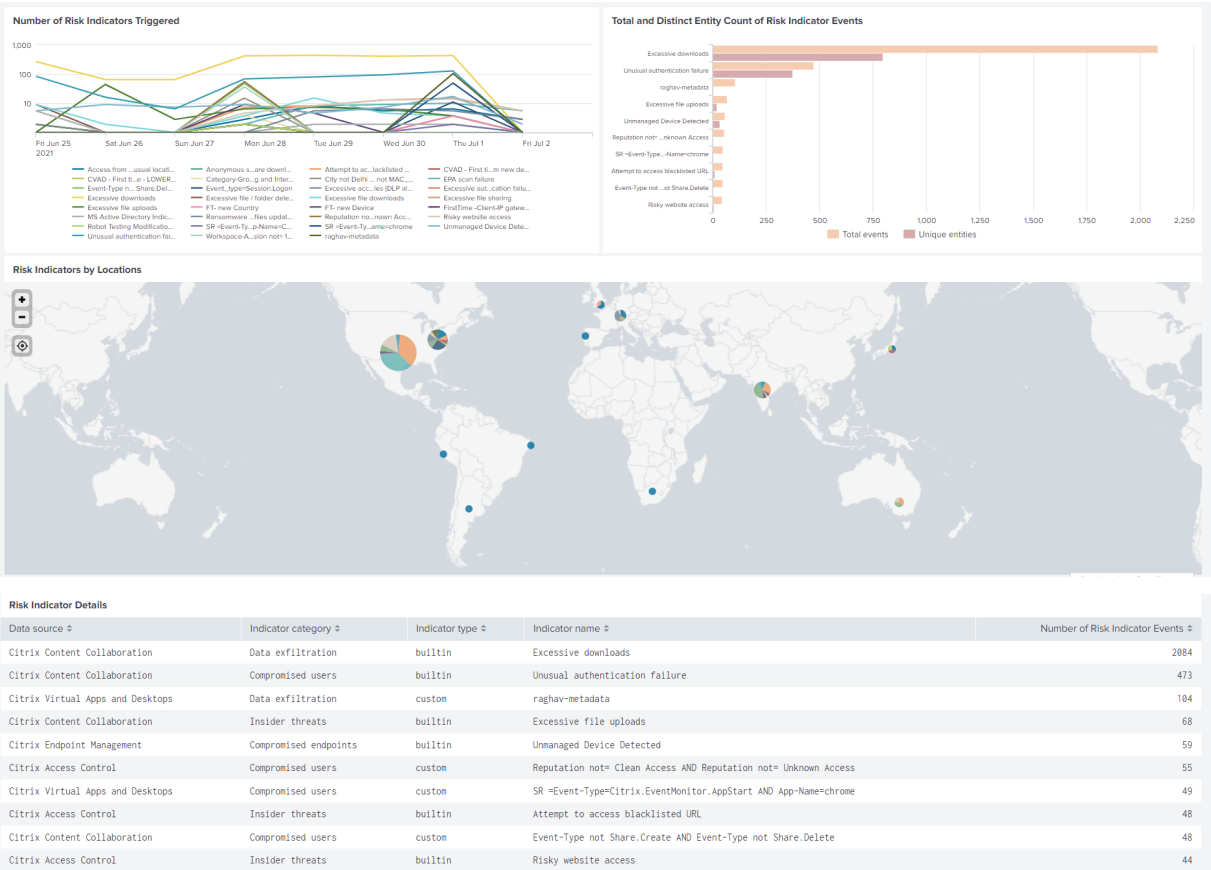 Number of Risk Indicators Triggered
1,000
100
10
Fri Jun 25
2021
Sat Jun 26
Sun Jun 27
Mon Jun 28
Tue Jun 29
Wed Jun 30
Thu Jul 1
Fri Jul 2
Access from ...usual locati...
Anonymous s...are downl...
Attempt to ac...lacklisted ...
CVAD - First ti...m new de...
CVAD - First ti...e - LOWER...
Category-Gro...g and Inter...
City not Delhi ... not MAC,...
EPA scan failure
Event-Type n... Share.Del...
Event_type=Session.Logon
Excessive acc...les (DLP al...
Excessive aut...cation failu...
Excessive downloads
Excessive file / folder dele...
Excessive file downloads
Excessive file sharing
Excessive file uploads
FT- new Country
FT- new Device
FirstTime -Client-IP gatew...
MS Active Directory Indic...
Ransomware ...files updat...
Reputation no...nown Acc...
Risky website access
Robot Testing Modificatio...
SR =Event-Ty...p-Name=C...
SR =Event-Ty...ame=chrome
Unmanaged Device Dete...
Unusual authentication fai...
Workspace-A...sion not= 1...
raghav-metadata
Total and Distinct Entity Count of Risk Indicator Events
Excessive downloads
Unusual authentication failure
raghav-metadata
Excessive file uploads
Unmanaged Device Detected
Reputation not= ...nknown Access
SR =Event-Type...-Name=chrome
Attempt to access blacklisted URL
Event-Type not ...ot Share.Delete
Risky website access
0 250 500 750 1,000 1,250 1,500 1,750 2,000 2,250
Total events Unique entities
Risk Indicators by Locations
+
-
Risk Indicator Details
Data source Indicator category Indicator type Indicator name Number of Risk Indicator Events
Citrix Content Collaboration Data exfiltration builtin Excessive downloads 2084
Citrix Content Collaboration Compromised users builtin Unusual authentication failure 473
Citrix Virtual Apps and Desktops Data exfiltration custom raghav-metadata 104
Citrix Content Collaboration Insider threats builtin Excessive file uploads 68
Citrix Endpoint Management Compromised endpoints builtin Unmanaged Device Detected 59
Citrix Access Control Compromised users custom Reputation not= Clean Access AND Reputation not= Unknown Access 55
Citrix Virtual Apps and Desktops Compromised users custom SR =Event-Type=Citrix.EventMonitor.AppStart AND App-Name=chrome 49
Citrix Access Control Insider threats builtin Attempt to access blacklisted URL 48
Citrix Content Collaboration Compromised users custom Event-Type not Share.Create AND Event-Type not Share.Delete 48
Citrix Access Control Insider threats builtin Risky website access 44